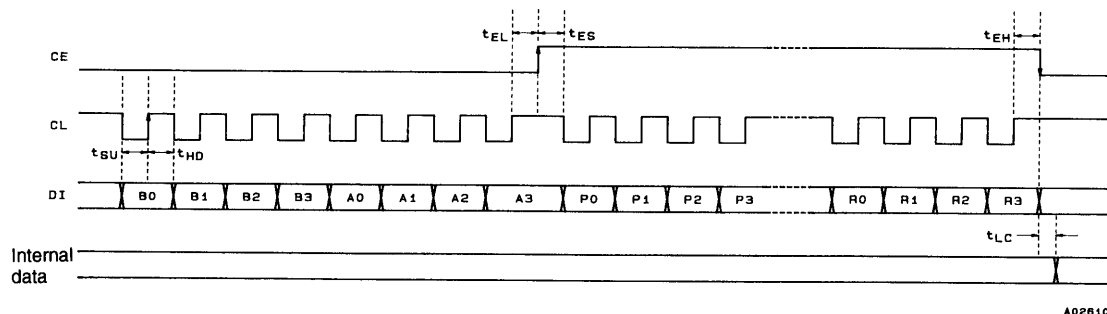 tEL tES tEH
CE
CL
tSU tHD
DI B0 B1 B2 B3 A0 A1 A2 A3 P0 P1 P2 P3 R0 R1 R2 R3
tLC
Internal
data
A02610